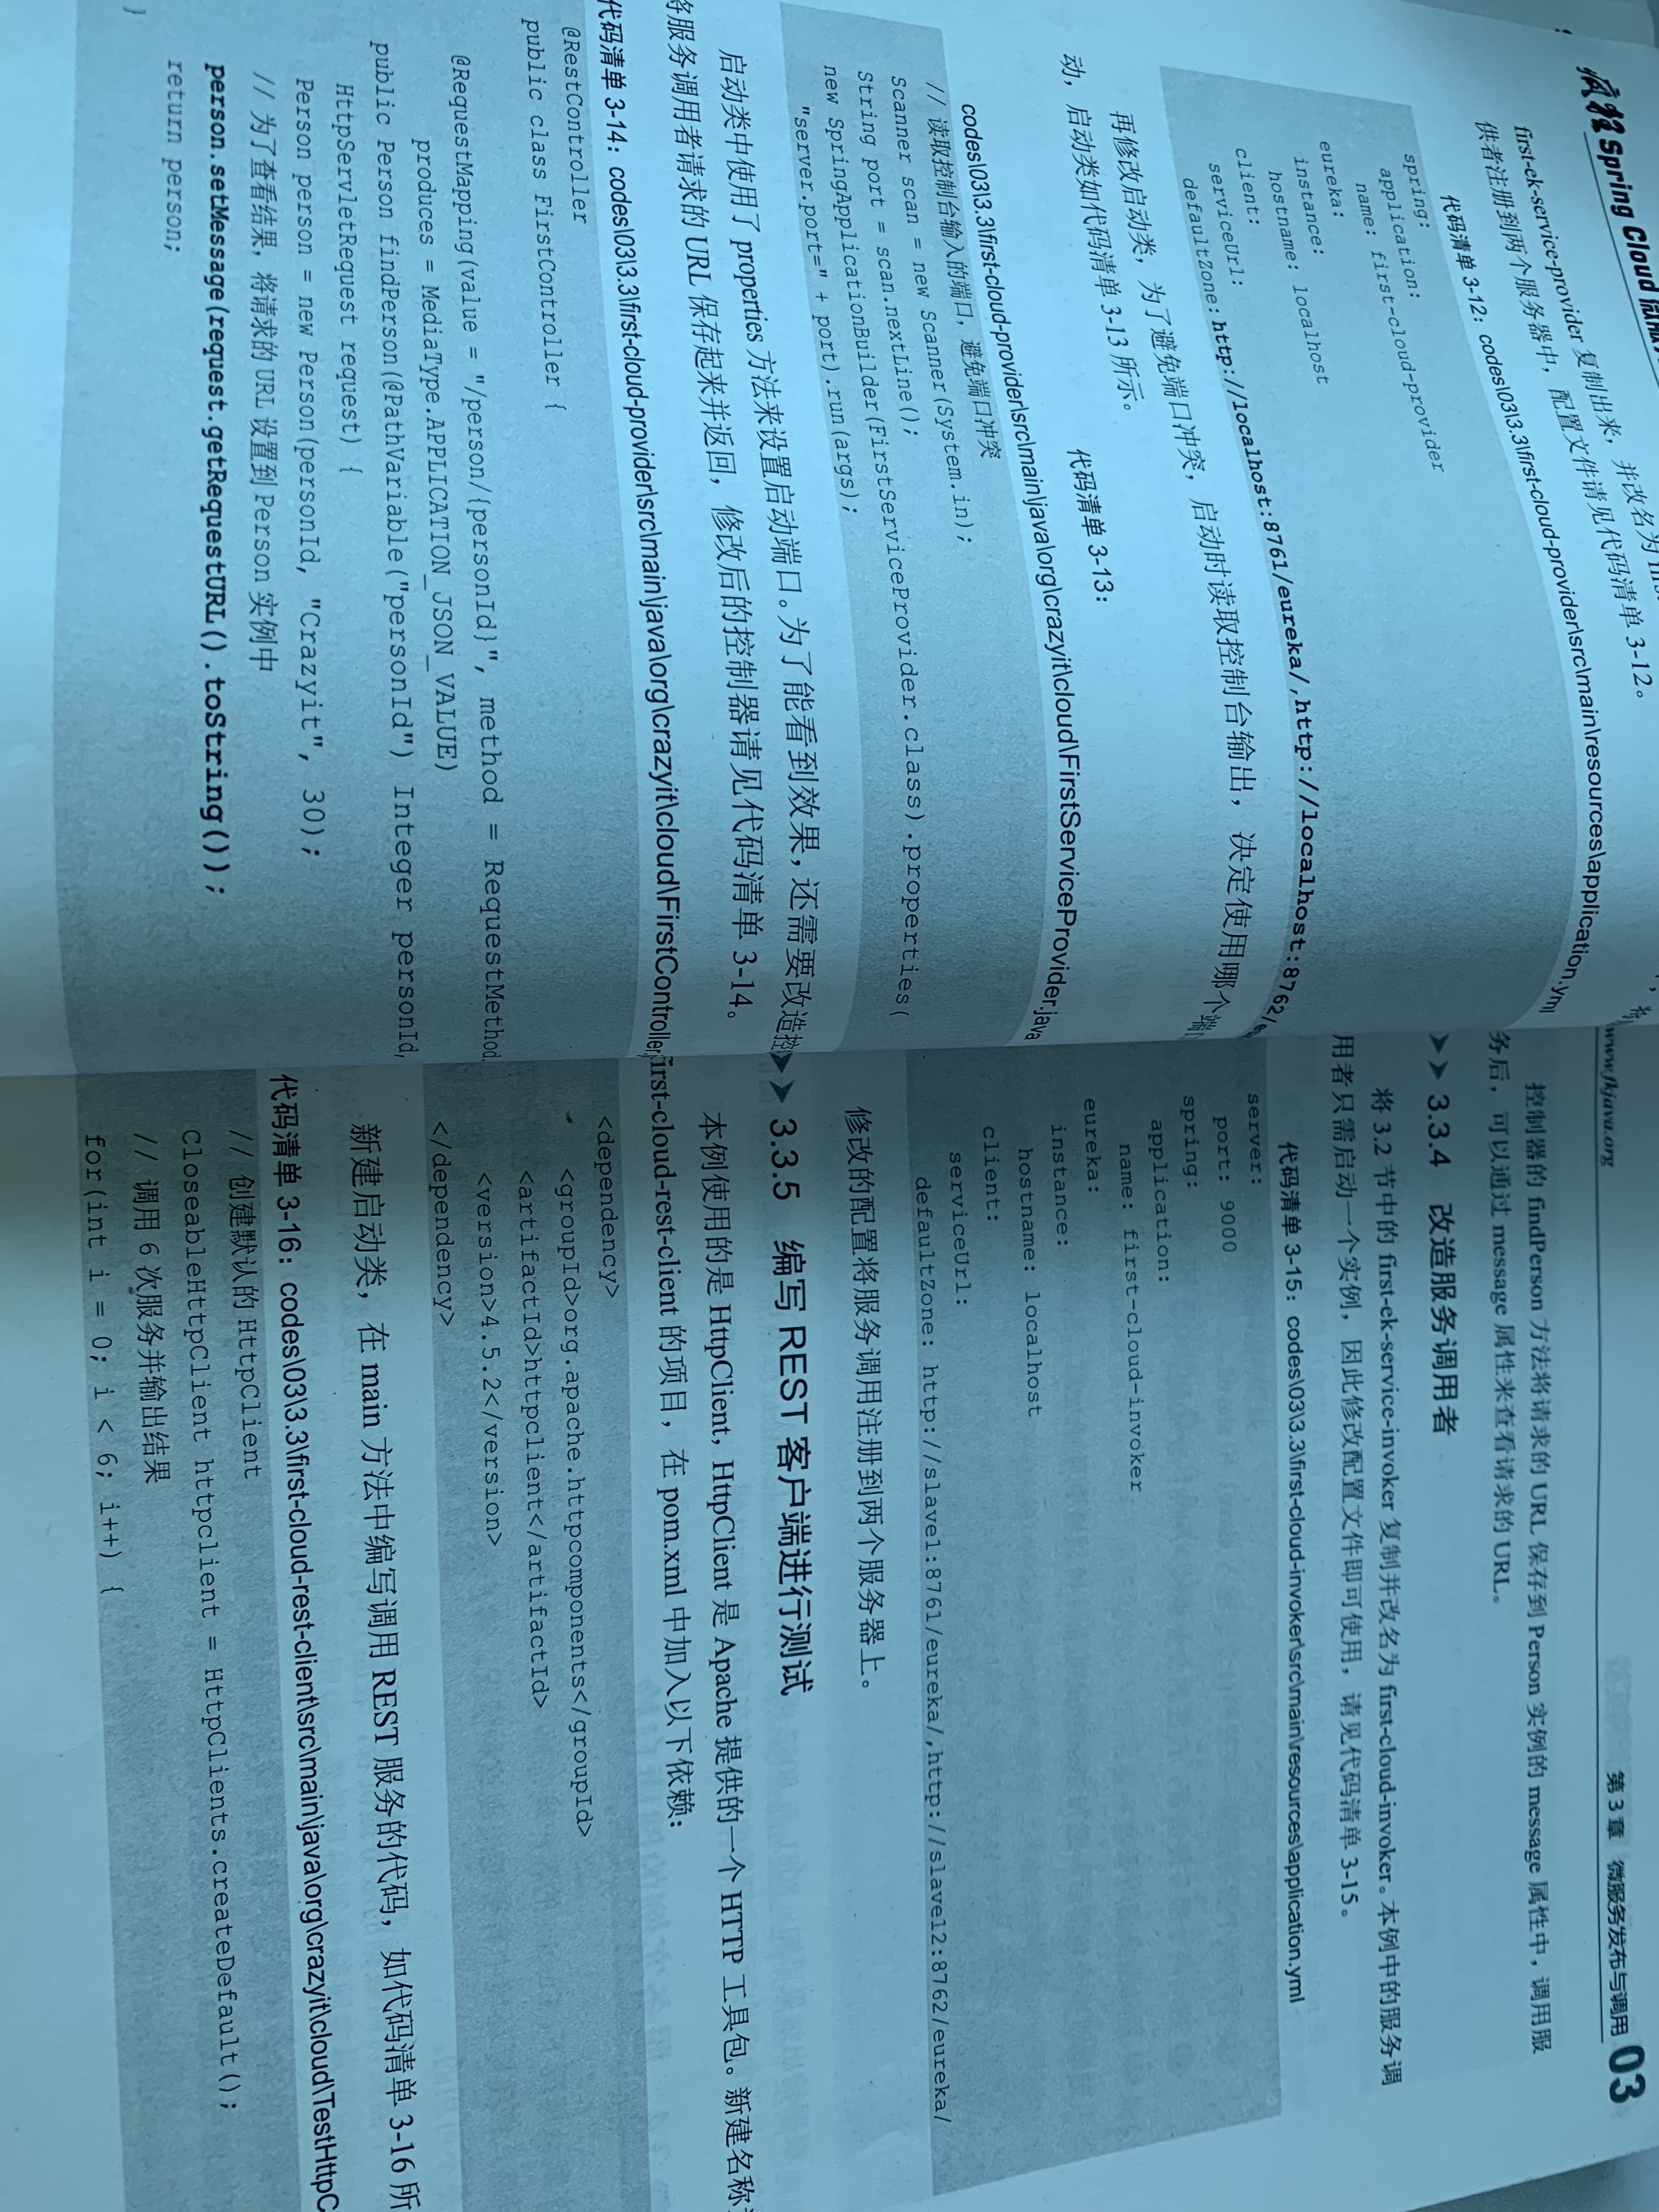 疯狂 Spring Cloud
first-ek-service-provider 复制出来，并改名为
供者注册到两个服务器中，配置文件请见代码清单 3-12。
代码清单 3-12：codes\03\3.3\first-cloud-provider\src\main\resources\application.yml
spring:
application:
name: first-cloud-provider
eureka:
instance:
hostname: localhost
client:
serviceUrl:
defaultZone: http://localhost:8761/eureka/,http://localhost:8762/
再修改启动类，为了避免端口冲突，启动时读取控制台输出，决定使用哪个端
动，启动类如代码清单 3-13 所示。
代码清单 3-13：
codes\03\3.3\first-cloud-provider\src\main\java\org\crazyit\cloud\FirstServiceProvider.java
// 读取控制台输入的端口，避免端口冲突
Scanner scan = new Scanner(System.in);
String port = scan.nextLine();
new SpringApplicationBuilder(FirstServiceProvider.class).properties(
"server.port=" + port).run(args);
启动类中使用了 properties 方法来设置启动端口。为了能看到效果，还需要改造控
将服务调用者请求的 URL 保存起来并返回，修改后的控制器请见代码清单 3-14。
代码清单 3-14：codes\03\3.3\first-cloud-provider\src\main\java\org\crazyit\cloud\FirstController
@RestController
public class FirstController {
@RequestMapping(value = "/person/{personId}", method = RequestMethod
produces = MediaType.APPLICATION_JSON_VALUE)
public Person findPerson(@PathVariable("personId") Integer personId,
HttpServletRequest request) {
Person person = new Person(personId, "Crazyit", 30);
// 为了查看结果，将请求的 URL 设置到 Person 实例中
person.setMessage(request.getRequestURL().toString());
return person;
}
www.fkjava.org
第 3 章 微服务发布与调用 03
控制器的 findPerson 方法将请求的 URL 保存到 Person 实例的 message 属性中，调用服
务后，可以通过 message 属性来查看请求的 URL。
➤➤ 3.3.4 改造服务调用者
将 3.2 节中的 first-ek-service-invoker 复制并改名为 first-cloud-invoker。本例中的服务调
用者只需启动一个实例，因此修改配置文件即可使用，请见代码清单 3-15。
代码清单 3-15：codes\03\3.3\first-cloud-invoker\src\main\resources\application.yml
server:
port: 9000
spring:
application:
name: first-cloud-invoker
eureka:
instance:
hostname: localhost
client:
serviceUrl:
defaultZone: http://slave1:8761/eureka/,http://slave12:8762/eureka/
修改的配置将服务调用注册到两个服务器上。
➤➤ 3.3.5 编写 REST 客户端进行测试
本例使用的是 HttpClient，HttpClient 是 Apache 提供的一个 HTTP 工具包。新建名称
first-cloud-rest-client 的项目，在 pom.xml 中加入以下依赖：
<dependency>
<groupId>org.apache.httpcomponents</groupId>
<artifactId>httpclient</artifactId>
<version>4.5.2</version>
</dependency>
新建启动类，在 main 方法中编写调用 REST 服务的代码，如代码清单 3-16 所
代码清单 3-16：codes\03\3.3\first-cloud-rest-client\src\main\java\org\crazyit\cloud\TestHttpC
// 创建默认的 HttpClient
CloseableHttpClient httpclient = HttpClients.createDefault();
// 调用 6 次服务并输出结果
for(int i = 0; i < 6; i++) {